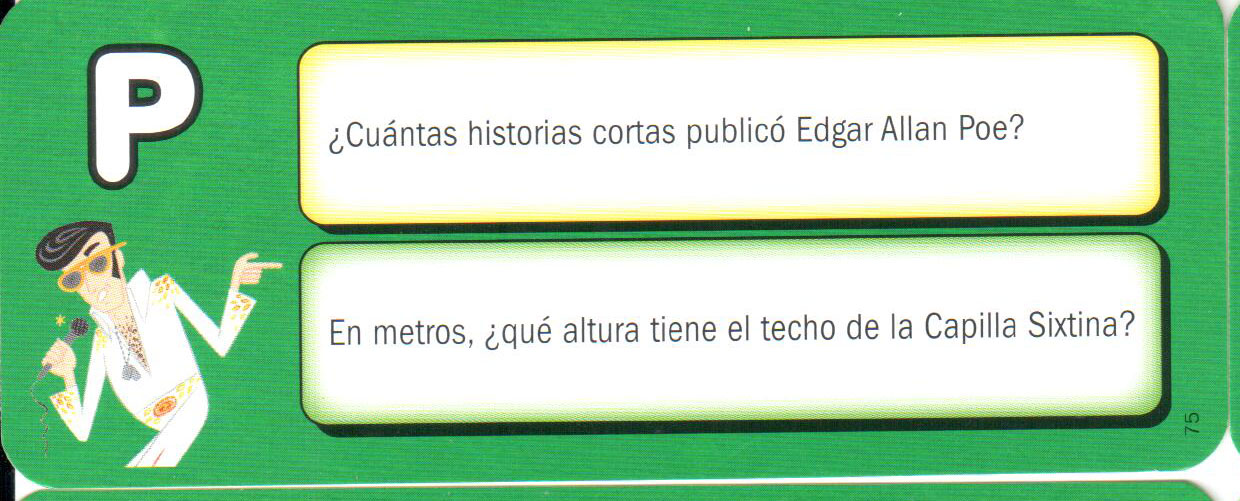 P
¿Cuántas historias cortas publicó Edgar Allan Poe?
En metros, ¿qué altura tiene el techo de la Capilla Sixtina?
75